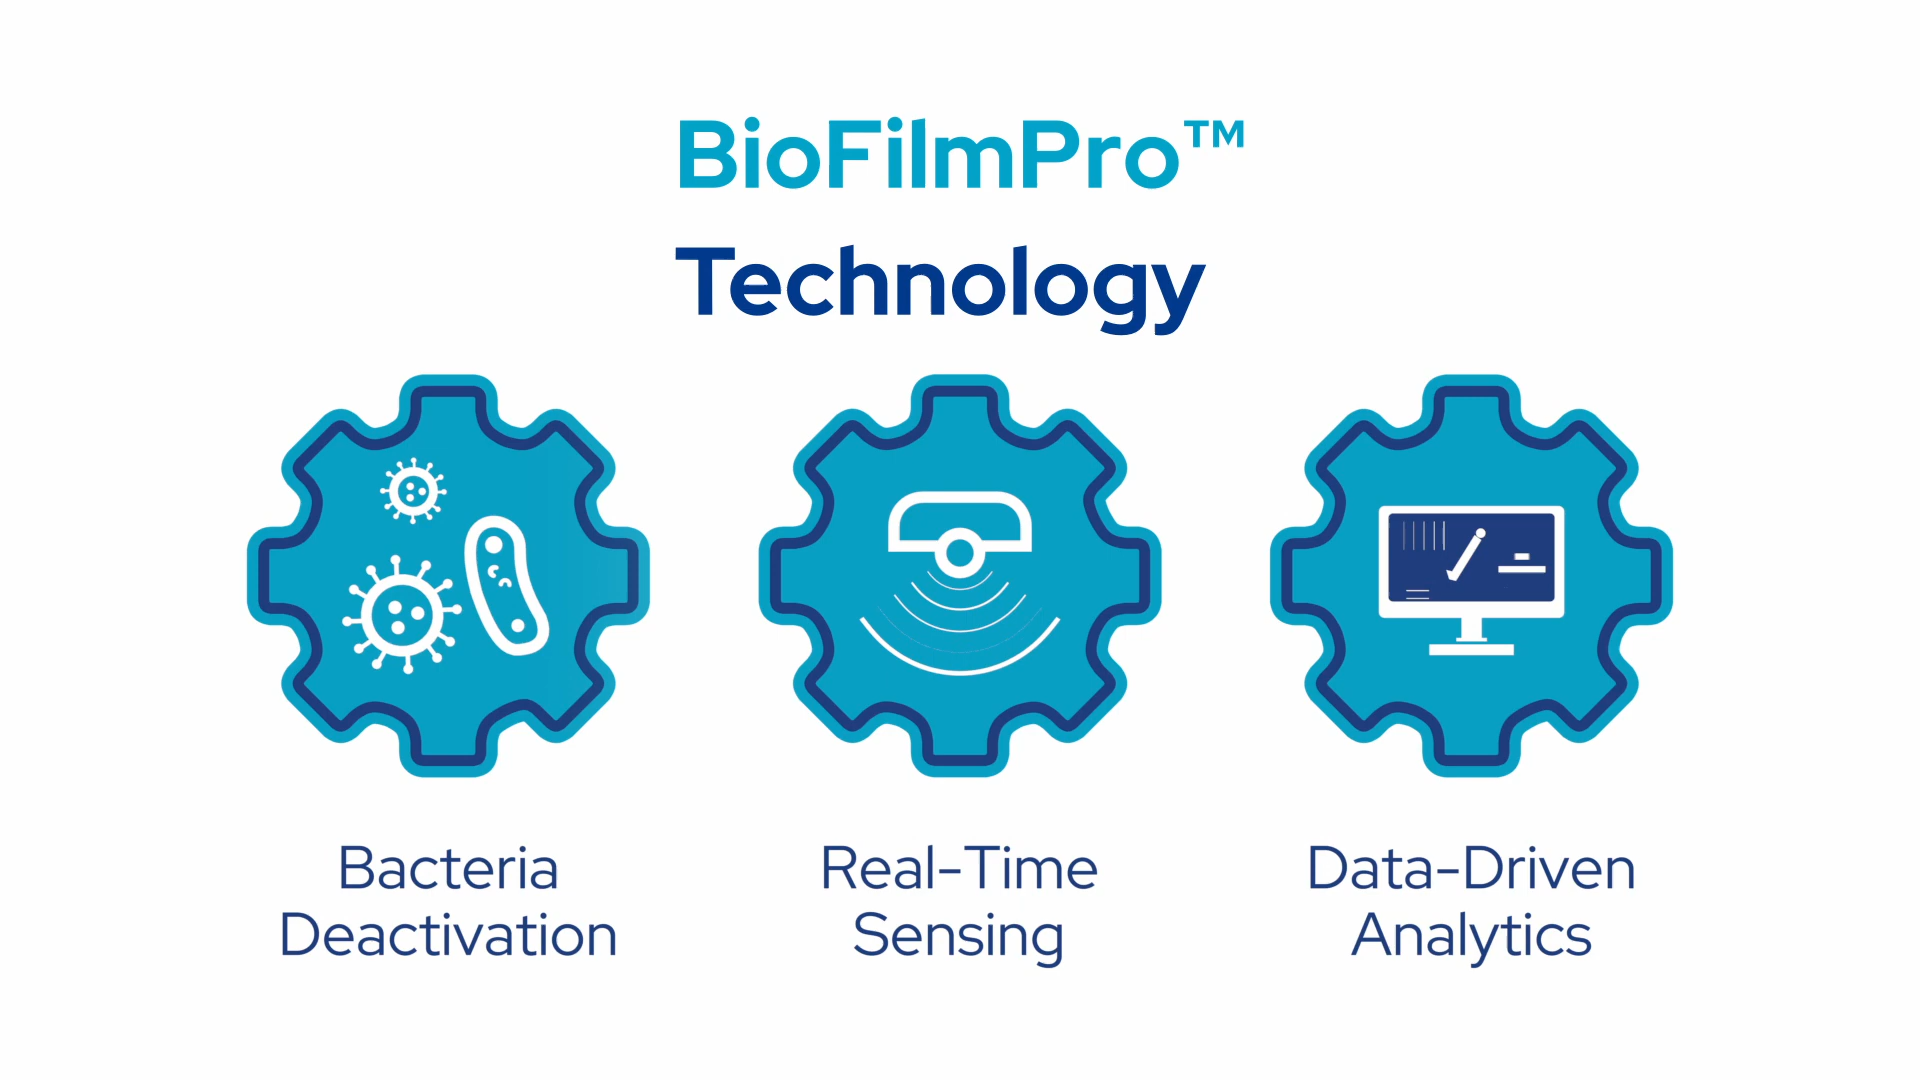 BioFilmPro™
Technology
Bacteria
Deactivation
Real-Time
Sensing
Data-Driven
Analytics